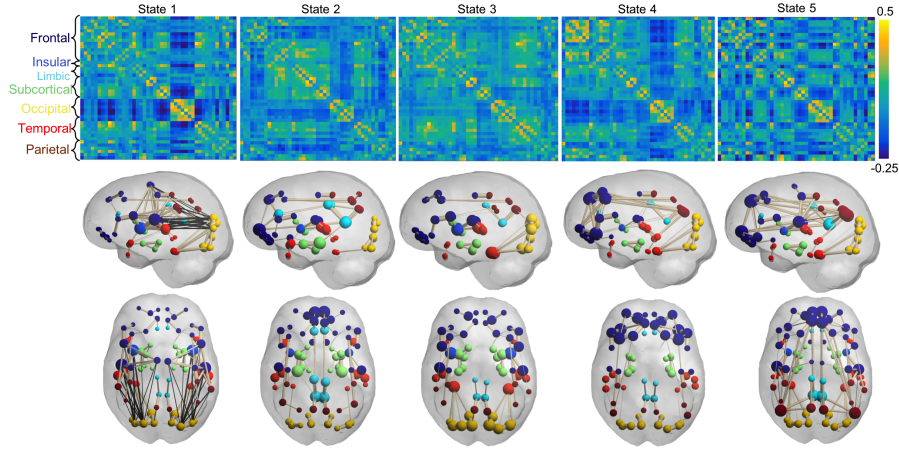 State 1
State 2
State 3
State 4
State 5
0.5
Frontal
Insular
Limbic
Subcortical
Occipital
Temporal
Parietal
-0.25